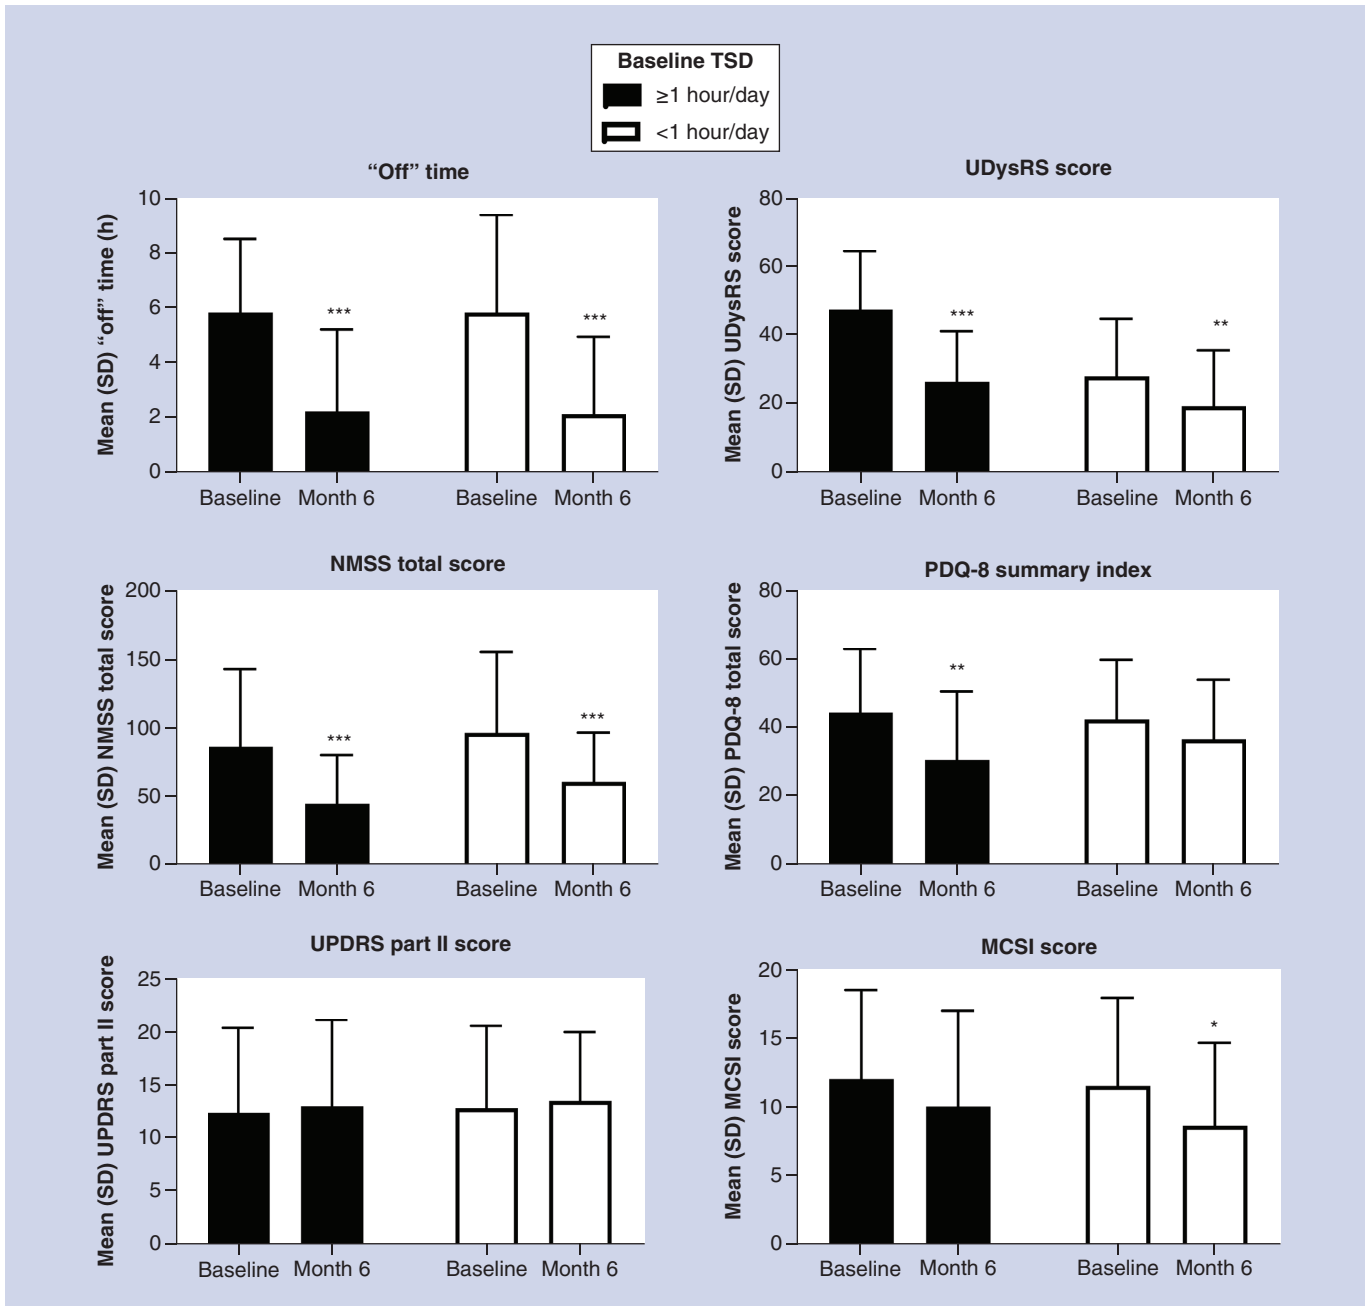 Baseline TSD
≥1 hour/day
<1 hour/day
“Off” time
Mean (SD) “off” time (h)
10
8
6
4
2
0
***
***
Baseline Month 6 Baseline Month 6
UDysRS score
Mean (SD) UDysRS score
80
60
40
20
0
***
**
Baseline Month 6 Baseline Month 6
NMSS total score
Mean (SD) NMSS total score
200
150
100
50
0
***
***
Baseline Month 6 Baseline Month 6
PDQ-8 summary index
Mean (SD) PDQ-8 total score
80
60
40
20
0
**
Baseline Month 6 Baseline Month 6
UPDRS part II score
Mean (SD) UPDRS part II score
25
20
15
10
5
0
Baseline Month 6 Baseline Month 6
MCSI score
Mean (SD) MCSI score
20
15
10
5
0
*
Baseline Month 6 Baseline Month 6